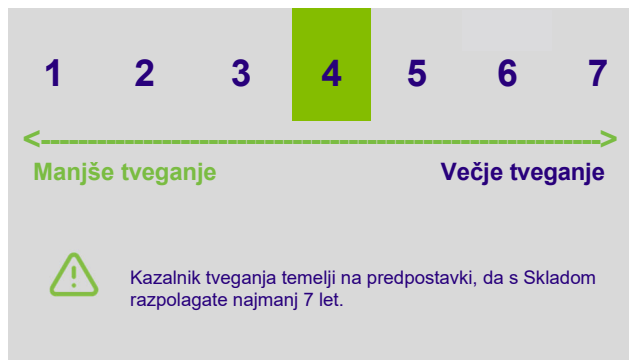 1 2 3 4 5 6 7
<-------------------------------------------------------------->
Manjše tveganje Večje tveganje
Kazalnik tveganja temelji na predpostavki, da s Skladom
razpolagate najmanj 7 let.